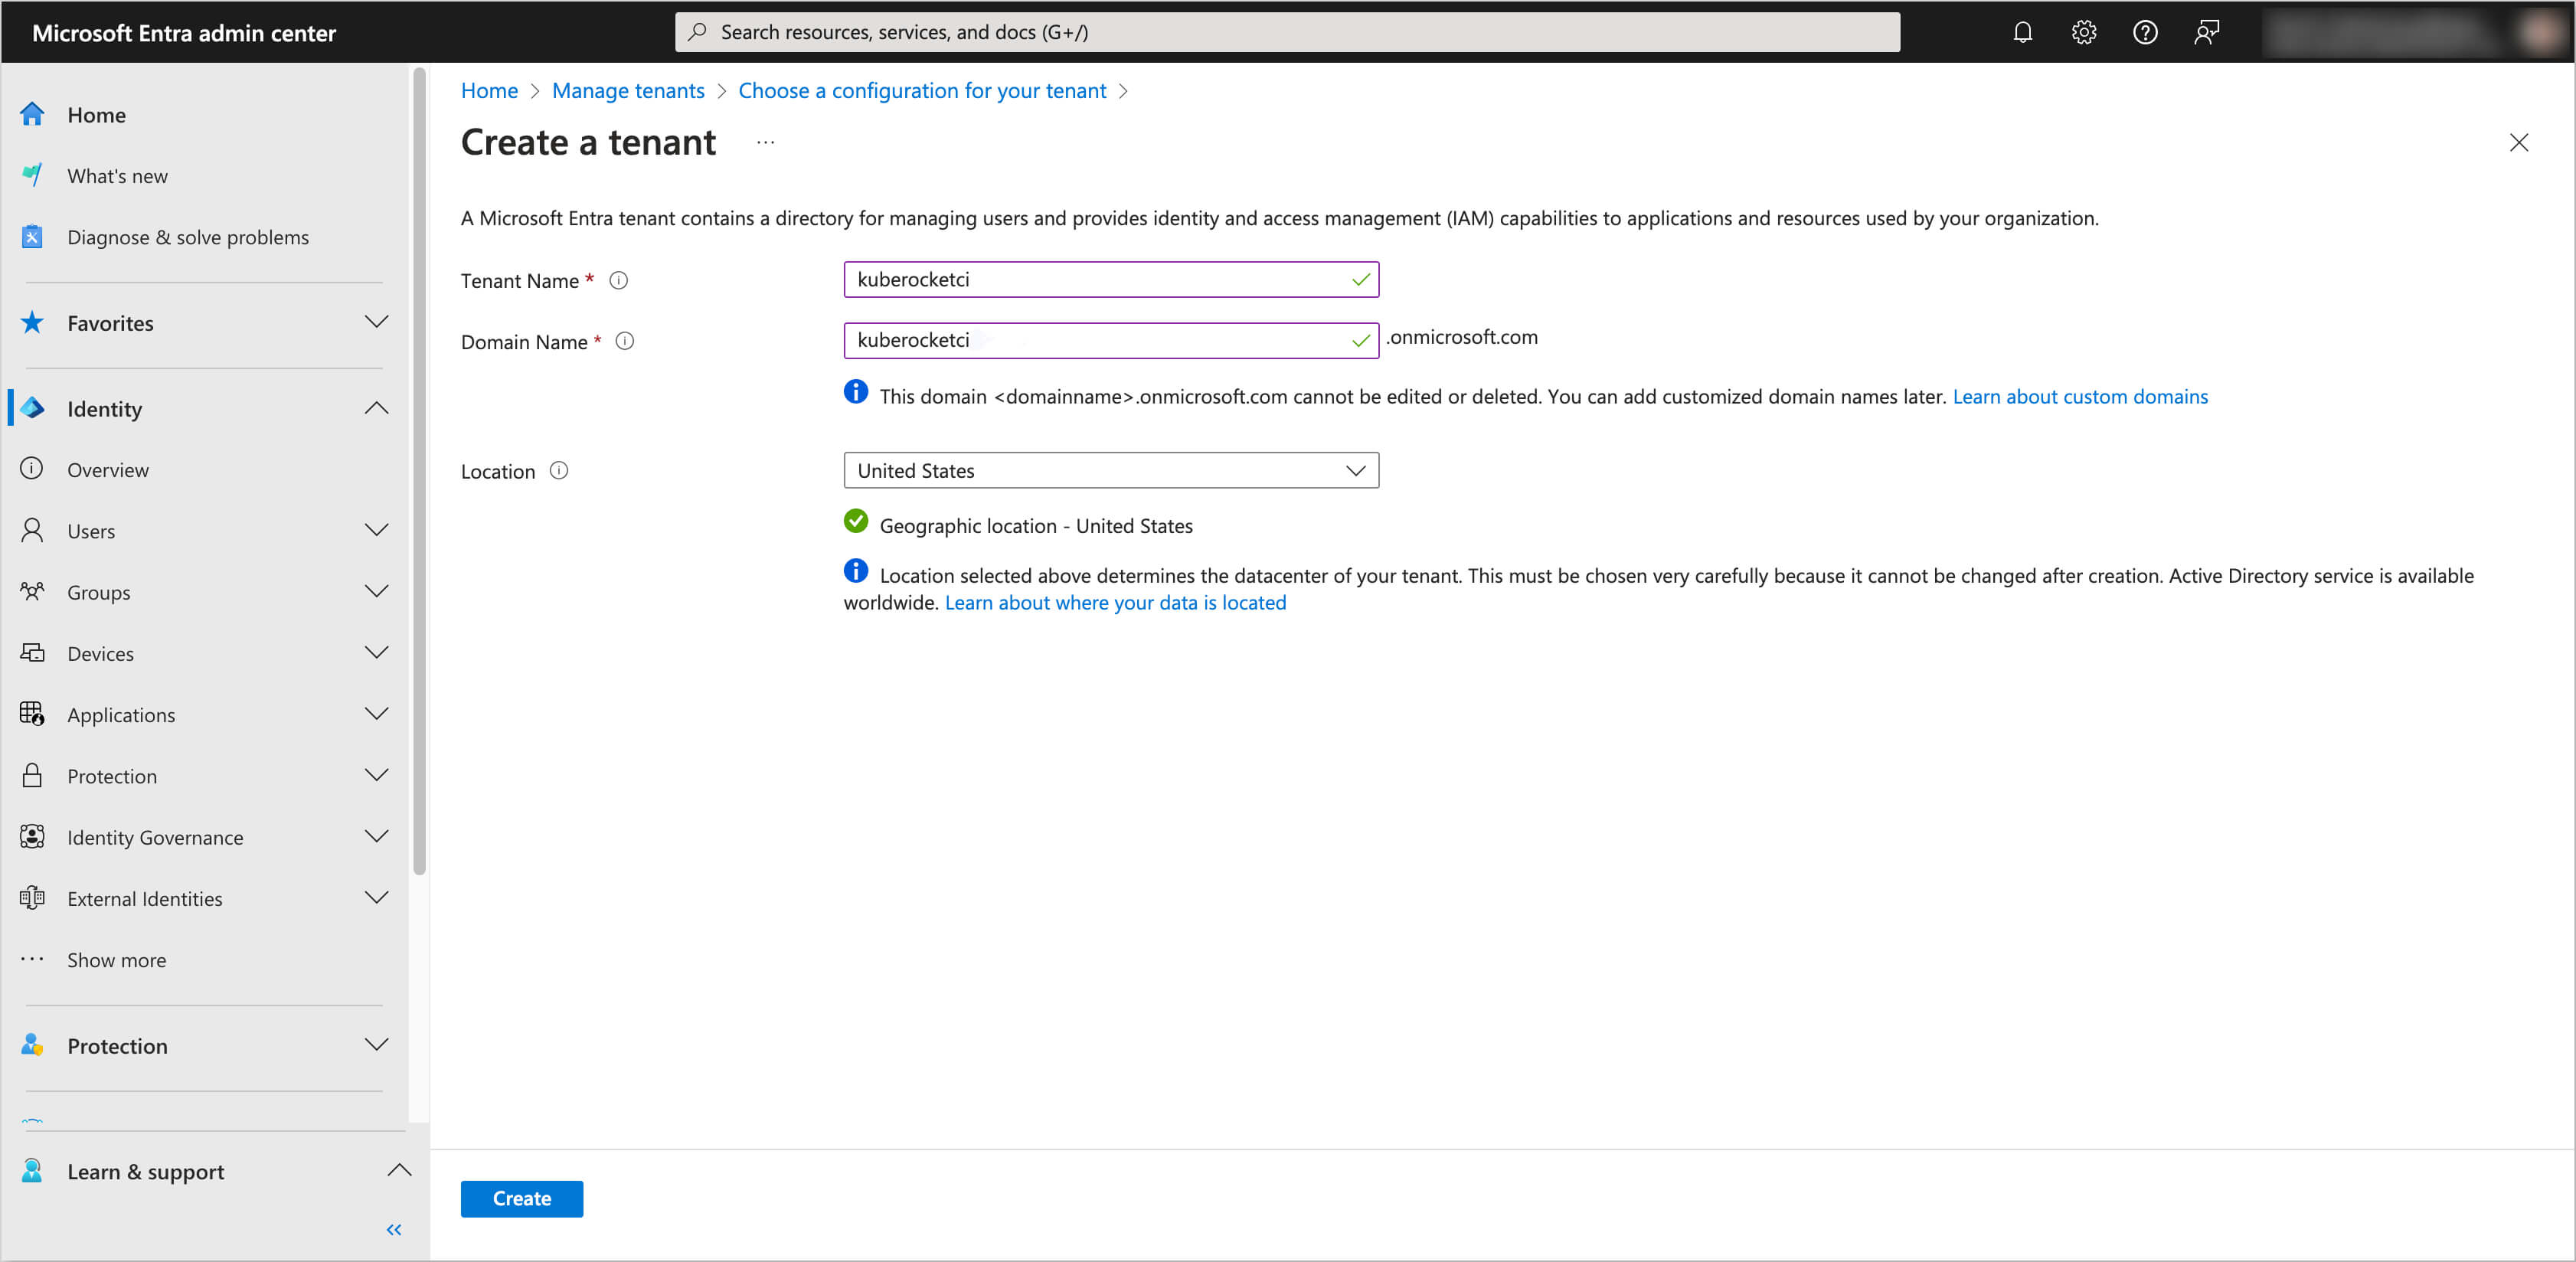 Microsoft Entra admin center
Search resources, services, and docs (G+/)
Home
What's new
Diagnose & solve problems
Favorites
Identity
Overview
Users
Groups
Devices
Applications
Protection
Identity Governance
External Identities
Show more
Protection
Learn & support
Home > Manage tenants > Choose a configuration for your tenant >
Create a tenant ...
A Microsoft Entra tenant contains a directory for managing users and provides identity and access management (IAM) capabilities to applications and resources used by your organization.
Tenant Name * kuberocketci
Domain Name * kuberocketci .onmicrosoft.com
This domain <domainname>.onmicrosoft.com cannot be edited or deleted. You can add customized domain names later. Learn about custom domains
Location United States
Geographic location - United States
Location selected above determines the datacenter of your tenant. This must be chosen very carefully because it cannot be changed after creation. Active Directory service is available
worldwide. Learn about where your data is located
Create